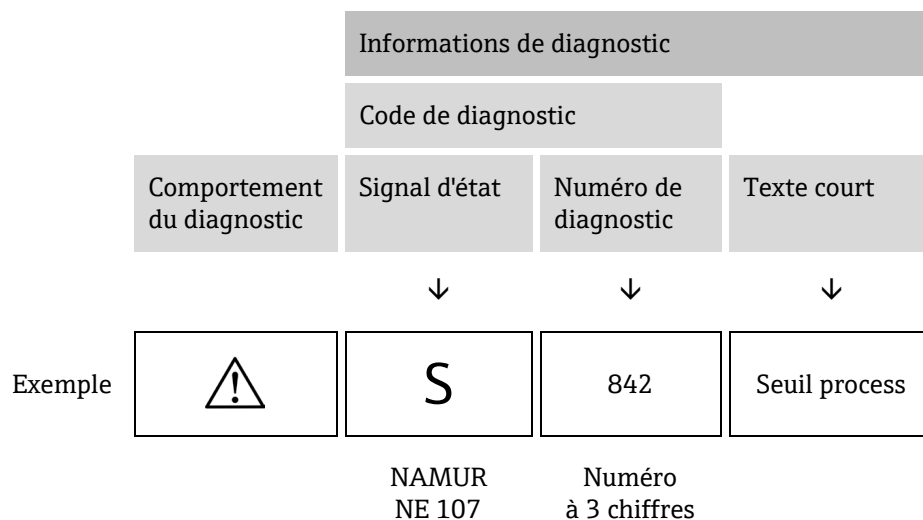 Informations de diagnostic
Code de diagnostic
Comportement
du diagnostic
Signal d'état
Numéro de
diagnostic
Texte court
Exemple
S
842
Seuil process
NAMUR
NE 107
Numéro
à 3 chiffres